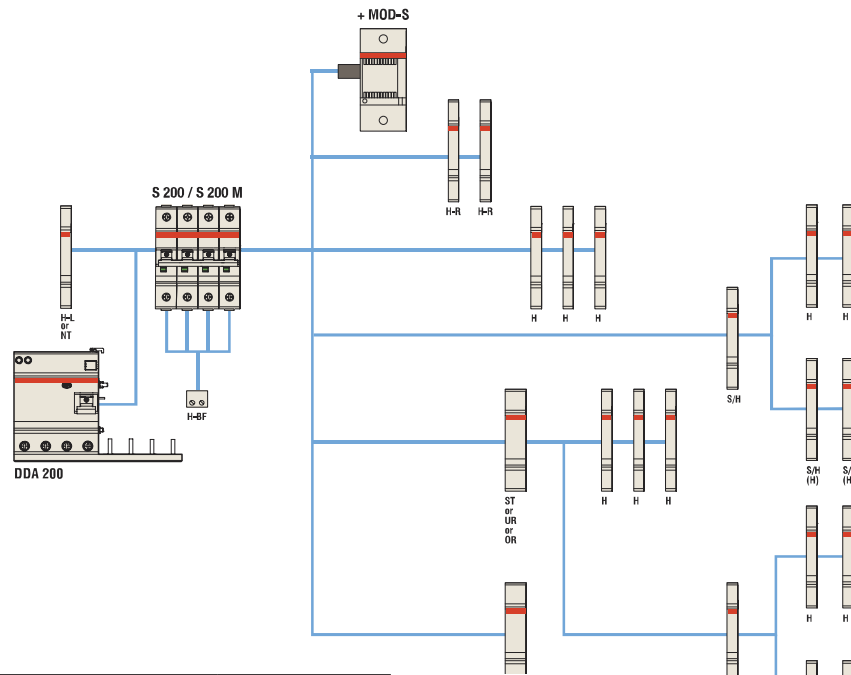 + MOD-S
H-R H-R
S 200 / S 200 M
H-L
or
NT
H H H
H H
S/H
H-BF
DDA 200
S/H
(H)
S/
(H
ST
or
UR
or
OR
H H H
H H